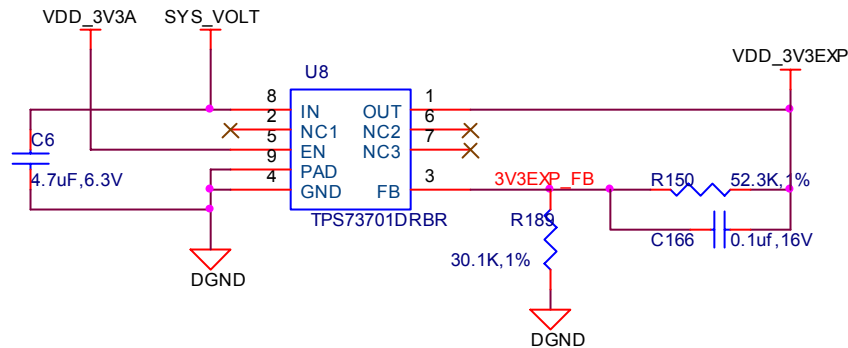 VDD_3V3A
SYS_VOLT
VDD_3V3EXP
U8
8
IN
OUT
1
2
NC1
NC2
6
5
EN
NC3
7
9
PAD
4
GND
FB
3
TPS73701DRBR
C6
4.7uF,6.3V
3V3EXP_FB
R150
52.3K,1%
R189
30.1K,1%
C166
0.1uf,16V
DGND
DGND